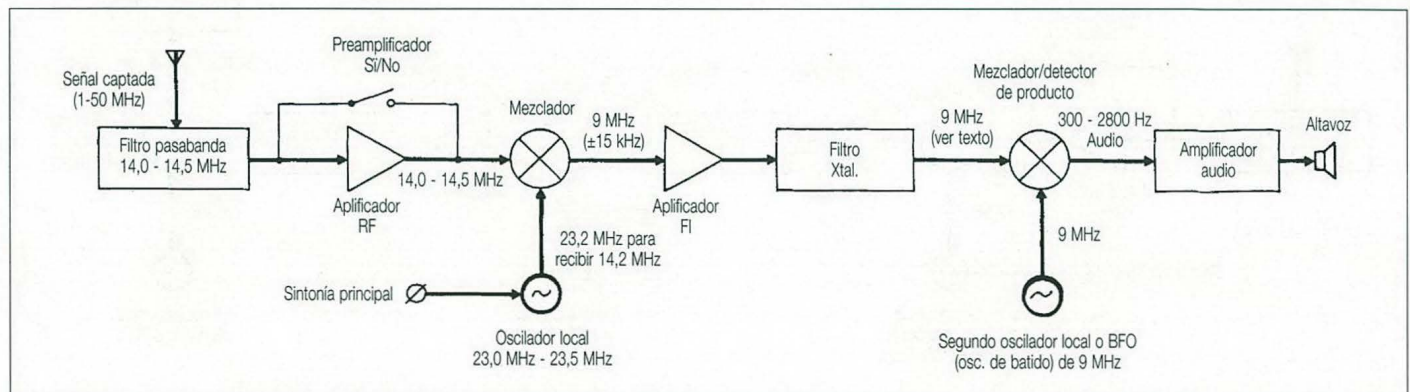 Señal captada
(1-50 MHz)
Filtro pasabanda
14,0 - 14,5 MHz
Preamplificador
Sï/No
Aplificador
RF
14,0 - 14,5 MHz
Mezclador
9 MHz
(±15 kHz)
23,2 MHz para
recibir 14,2 MHz
Sintonía principal
Oscilador local
23,0 MHz - 23,5 MHz
Aplificador
FI
Filtro
Xtal.
9 MHz
(ver texto)
Mezclador/detector
de producto
300 - 2800 Hz
Audio
9 MHz
Segundo oscilador local o BFO
(osc. de batido) de 9 MHz
Amplificador
audio
Altavoz